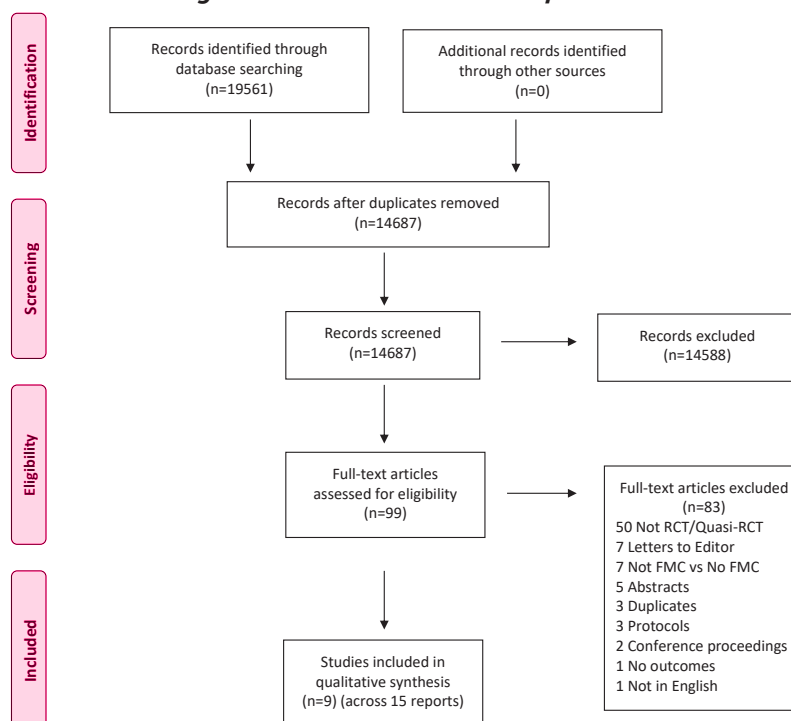 Identification
Records identified through
database searching
(n=19561)
Additional records identified
through other sources
(n=0)
Records after duplicates removed
(n=14687)
Screening
Records screened
(n=14687)
Records excluded
(n=14588)
Eligibility
Full-text articles
assessed for eligibility
(n=99)
Full-text articles excluded
(n=83)
50 Not RCT/Quasi-RCT
7 Letters to Editor
7 Not FMC vs No FMC
5 Abstracts
3 Duplicates
3 Protocols
2 Conference proceedings
1 No outcomes
1 Not in English
Included
Studies included in
qualitative synthesis
(n=9) (across 15 reports)